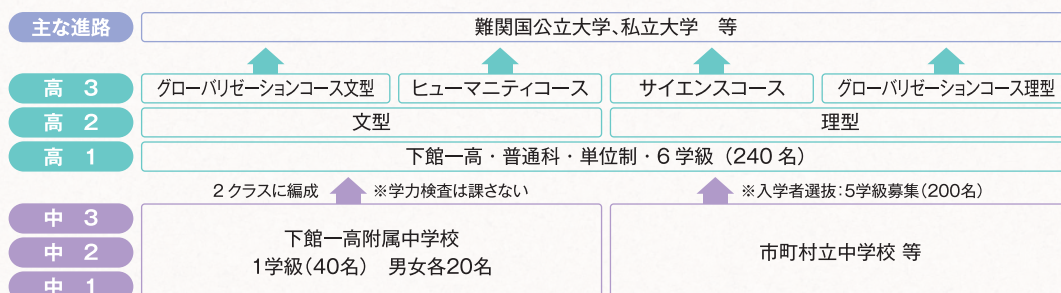 主な進路
難関国公立大学、私立大学 等
高 3
グローバリゼーションコース文型
ヒューマニティコース
サイエンスコース
グローバリゼーションコース理型
高 2
文型
理型
高 1
下館一高・普通科・単位制・6学級（240名）
2クラスに編成
※学力検査は課さない
※入学者選抜：5学級募集（200名）
中 3
中 2
中 1
下館一高附属中学校
1学級（40名） 男女各20名
市町村立中学校 等